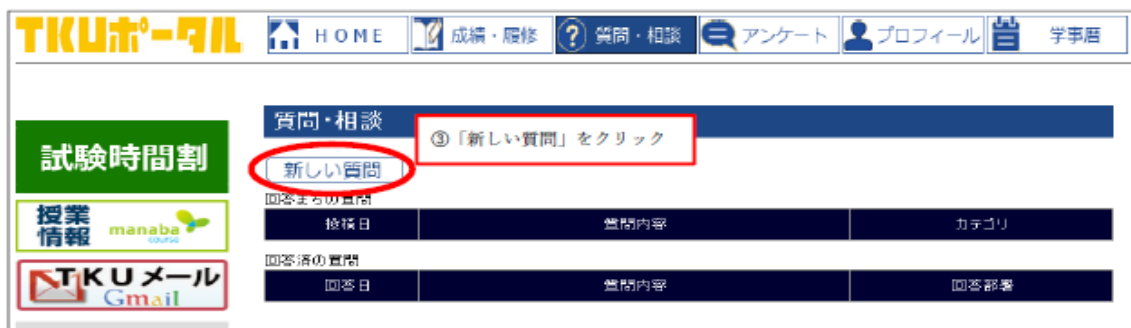 TKUポータル
HOME
成績・履修
質問・相談
アンケート
プロフィール
学事暦
質問・相談
③「新しい質問」をクリック
新しい質問
試験時間割
回答まちの質問
投稿日 質問内容 カテゴリ
授業
情報 manaba
course
回答済の質問
回答日 質問内容 回答部署
TKUメール
Gmail